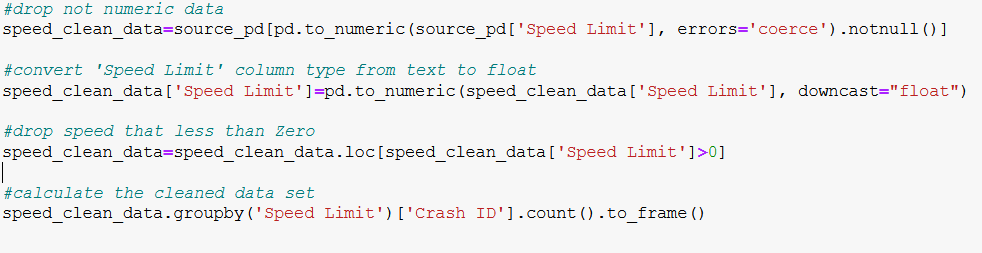 #drop not numeric data
speed_clean_data=source_pd[pd.to_numeric(source_pd['Speed Limit'], errors='coerce').notnull()]
#convert 'Speed Limit' column type from text to float
speed_clean_data['Speed Limit']=pd.to_numeric(speed_clean_data['Speed Limit'], downcast="float")
#drop speed that less than Zero
speed_clean_data=speed_clean_data.loc[speed_clean_data['Speed Limit']>0]
#calculate the cleaned data set
speed_clean_data.groupby('Speed Limit')['Crash ID'].count().to_frame()